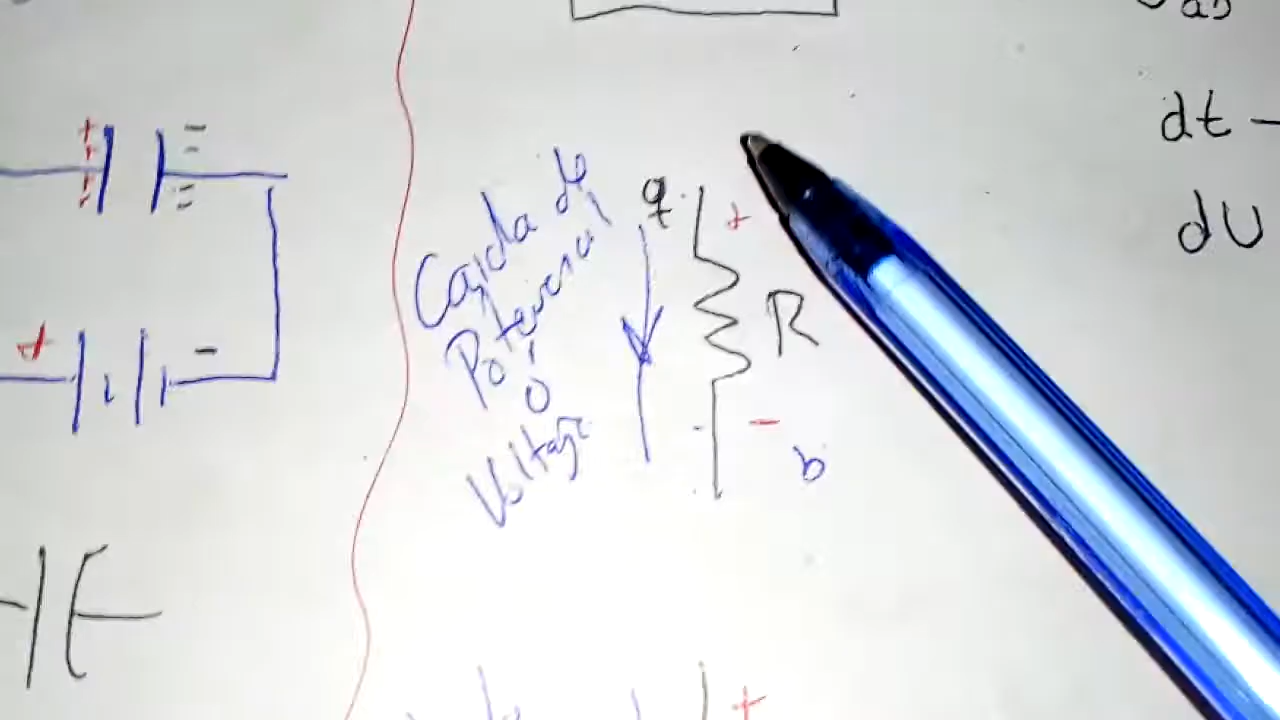 Caida de
Potencial
ó
Voltaje
q
+
R
-
b
+
-
dt -
dU